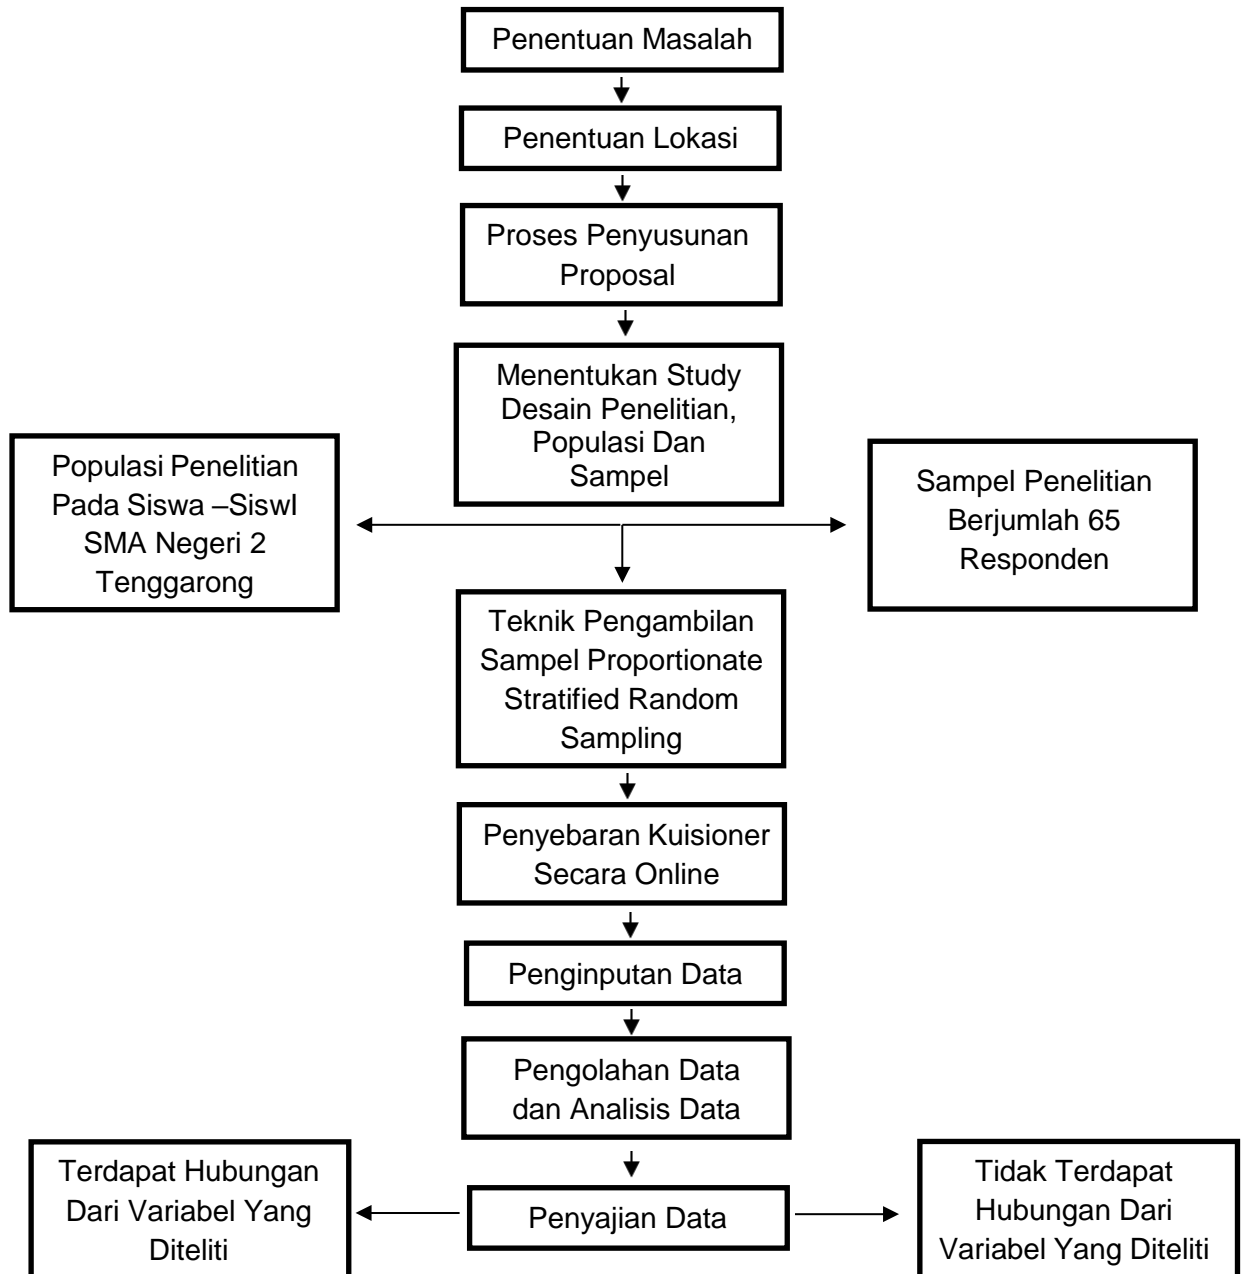 Penentuan Masalah
Penentuan Lokasi
Proses Penyusunan
Proposal
Menentukan Study
Desain Penelitian,
Populasi Dan
Sampel
Populasi Penelitian
Pada Siswa –Siswl
SMA Negeri 2
Tenggarong
Sampel Penelitian
Berjumlah 65
Responden
Teknik Pengambilan
Sampel Proportionate
Stratified Random
Sampling
Penyebaran Kuisioner
Secara Online
Penginputan Data
Pengolahan Data
dan Analisis Data
Terdapat Hubungan
Dari Variabel Yang
Diteliti
Penyajian Data
Tidak Terdapat
Hubungan Dari
Variabel Yang Diteliti